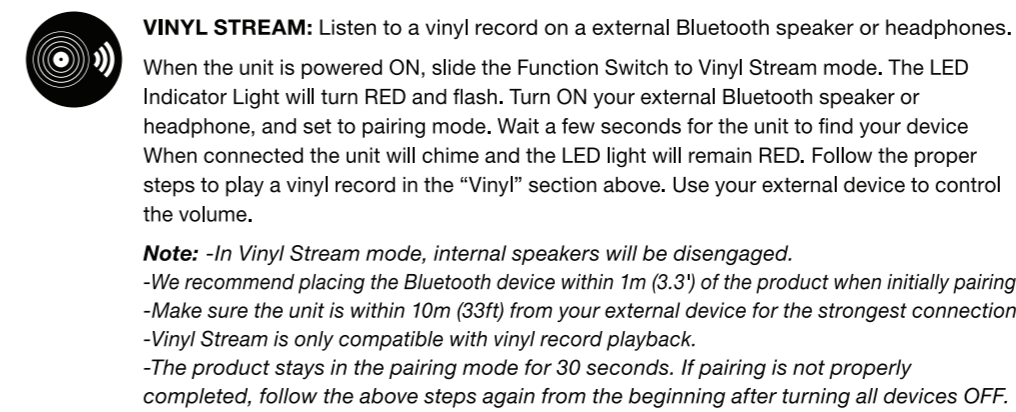 VINYL STREAM: Listen to a vinyl record on a external Bluetooth speaker or headphones.
When the unit is powered ON, slide the Function Switch to Vinyl Stream mode. The LED
Indicator Light will turn RED and flash. Turn ON your external Bluetooth speaker or
headphone, and set to pairing mode. Wait a few seconds for the unit to find your device
When connected the unit will chime and the LED light will remain RED. Follow the proper
steps to play a vinyl record in the “Vinyl” section above. Use your external device to control
the volume.
Note: -In Vinyl Stream mode, internal speakers will be disengaged.
-We recommend placing the Bluetooth device within 1m (3.3') of the product when initially pairing
-Make sure the unit is within 10m (33ft) from your external device for the strongest connection
-Vinyl Stream is only compatible with vinyl record playback.
-The product stays in the pairing mode for 30 seconds. If pairing is not properly
completed, follow the above steps again from the beginning after turning all devices OFF.